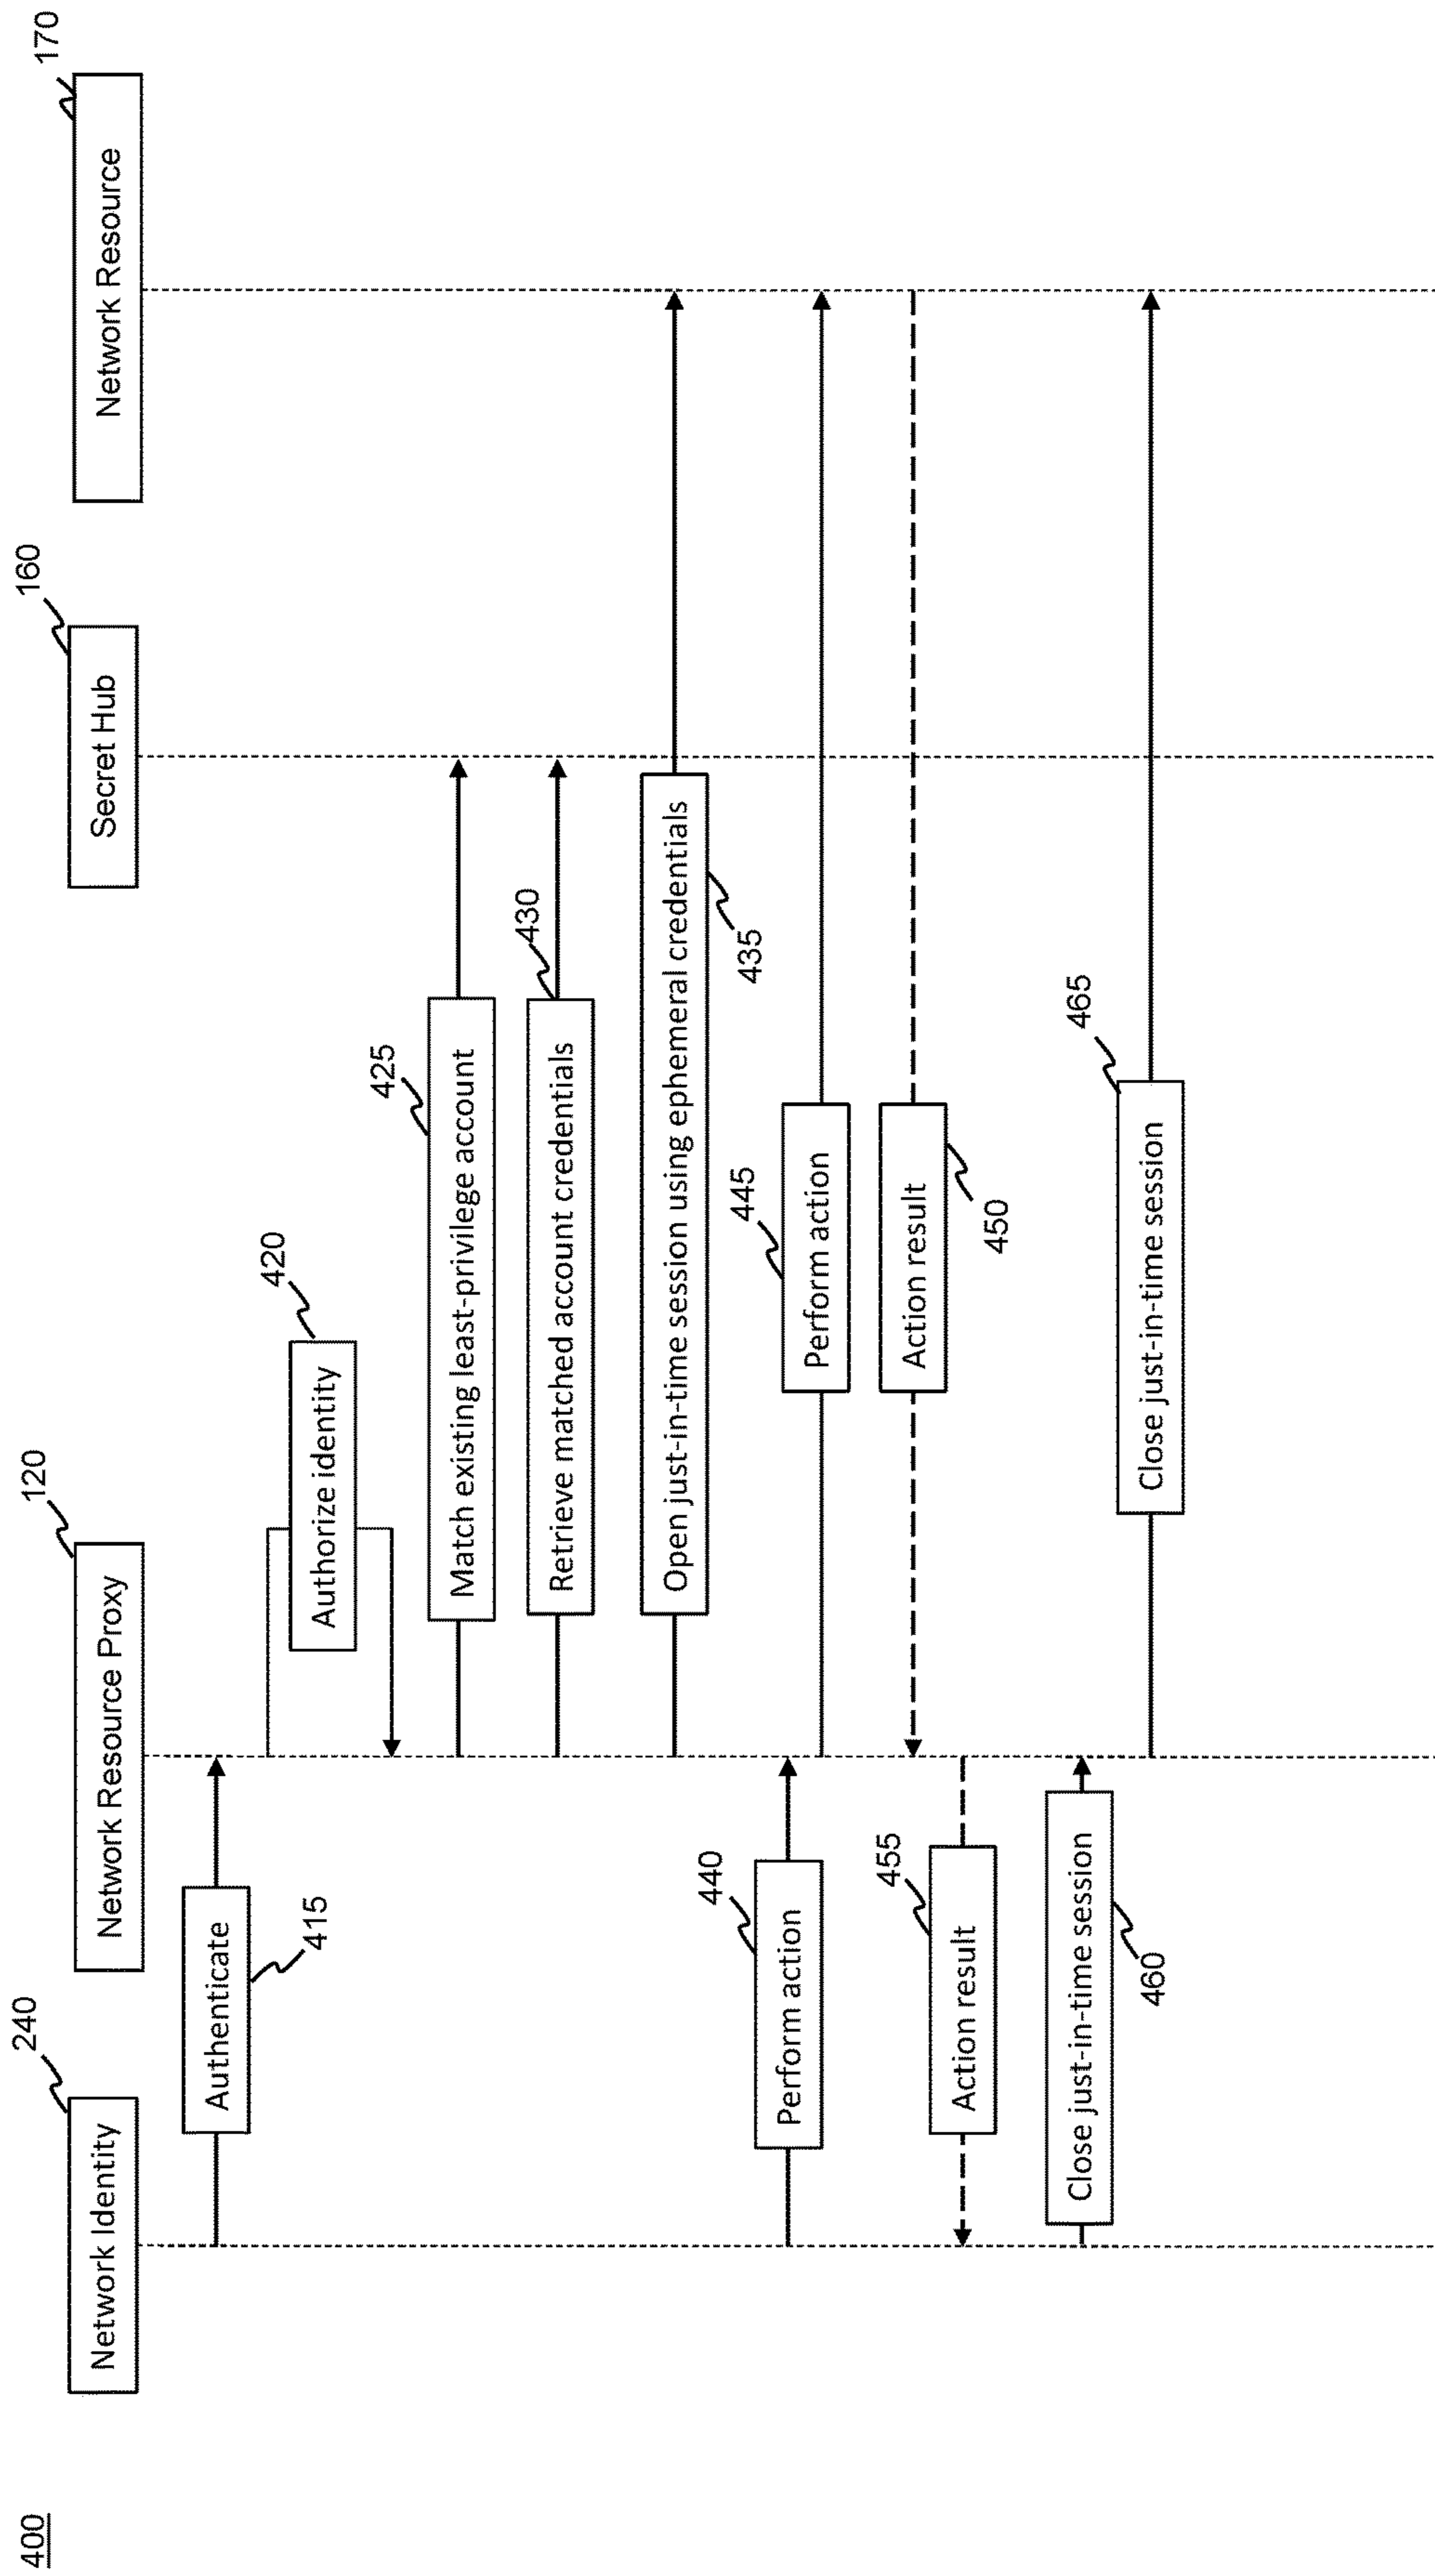 400
240
Network Identity
120
Network Resource Proxy
160
Secret Hub
170
Network Resource
Authenticate
415
420
Authorize identity
425
Match existing least-privilege account
430
Retrieve matched account credentials
Open just-in-time session using ephemeral credentials
435
440
Perform action
445
Perform action
Action result
450
455
Action result
Close just-in-time session
460
465
Close just-in-time session